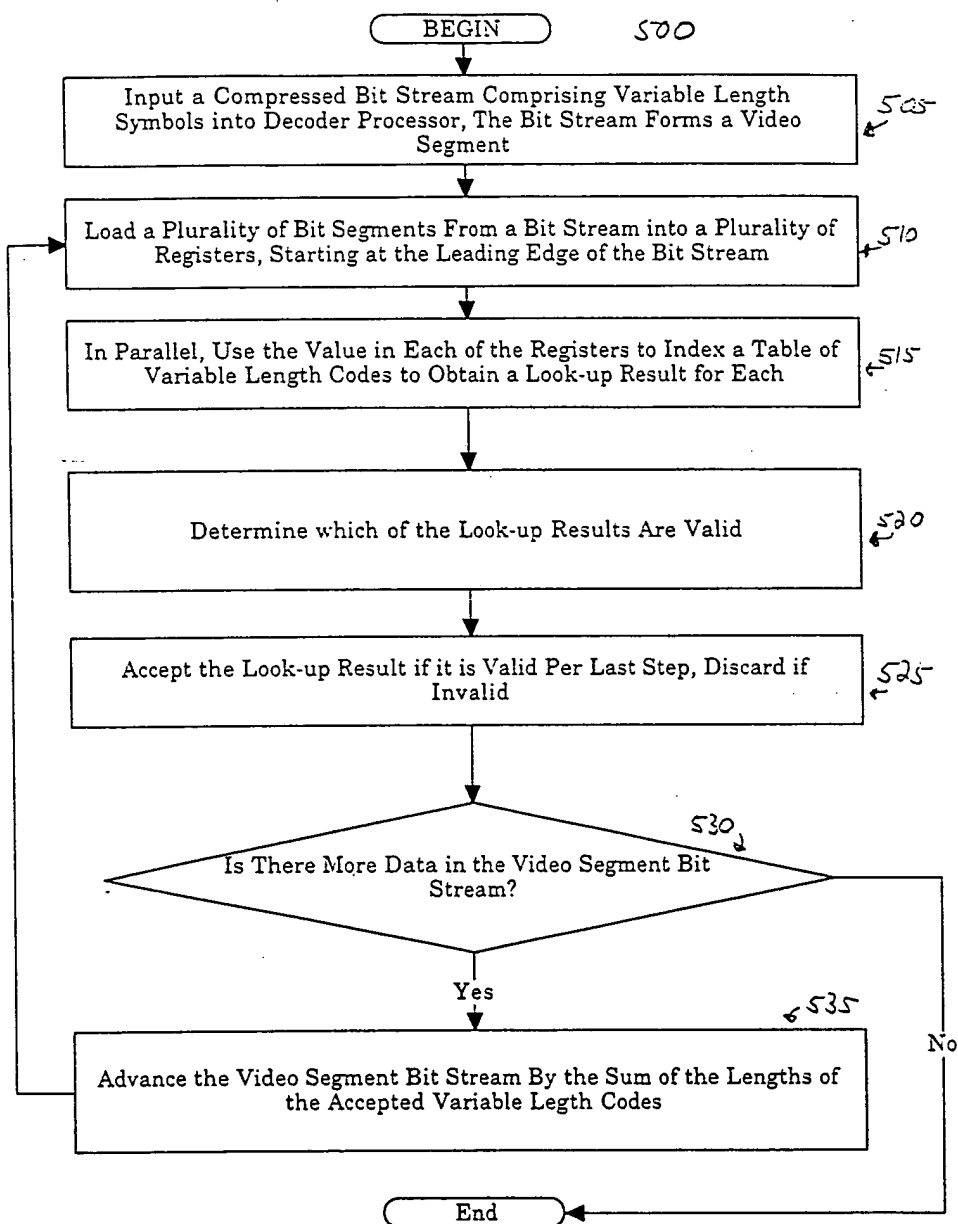 BEGIN
500
Input a Compressed Bit Stream Comprising Variable Length
Symbols into Decoder Processor, The Bit Stream Forms a Video
Segment
505
Load a Plurality of Bit Segments From a Bit Stream into a Plurality of
Registers, Starting at the Leading Edge of the Bit Stream
510
In Parallel, Use the Value in Each of the Registers to Index a Table of
Variable Length Codes to Obtain a Look-up Result for Each
515
Determine which of the Look-up Results Are Valid
520
Accept the Look-up Result if it is Valid Per Last Step, Discard if
Invalid
525
530
Is There More Data in the Video Segment Bit
Stream?
Yes
535
No
Advance the Video Segment Bit Stream By the Sum of the Lengths of
the Accepted Variable Legth Codes
End